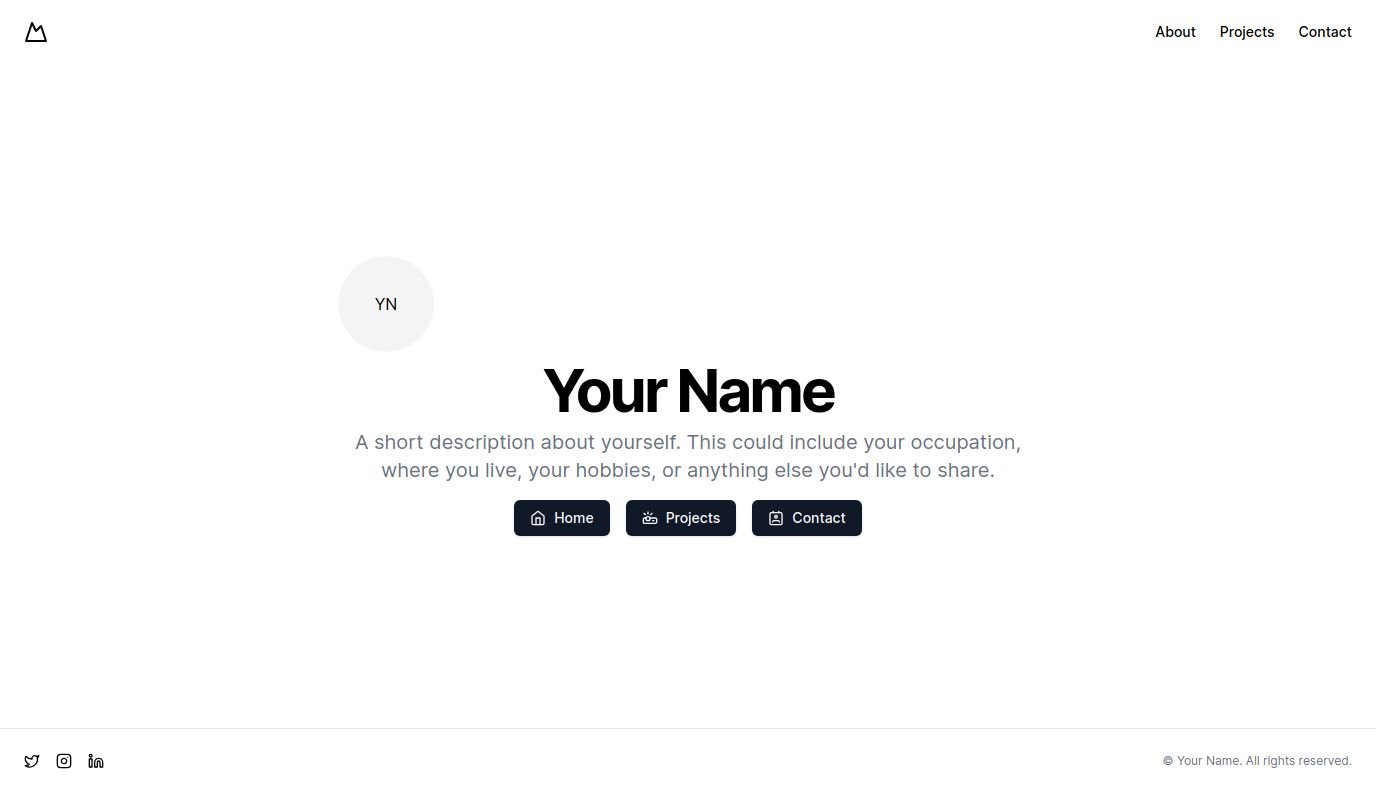 About Projects Contact
YN
Your Name
A short description about yourself. This could include your occupation,
where you live, your hobbies, or anything else you'd like to share.
Home Projects Contact
© Your Name. All rights reserved.